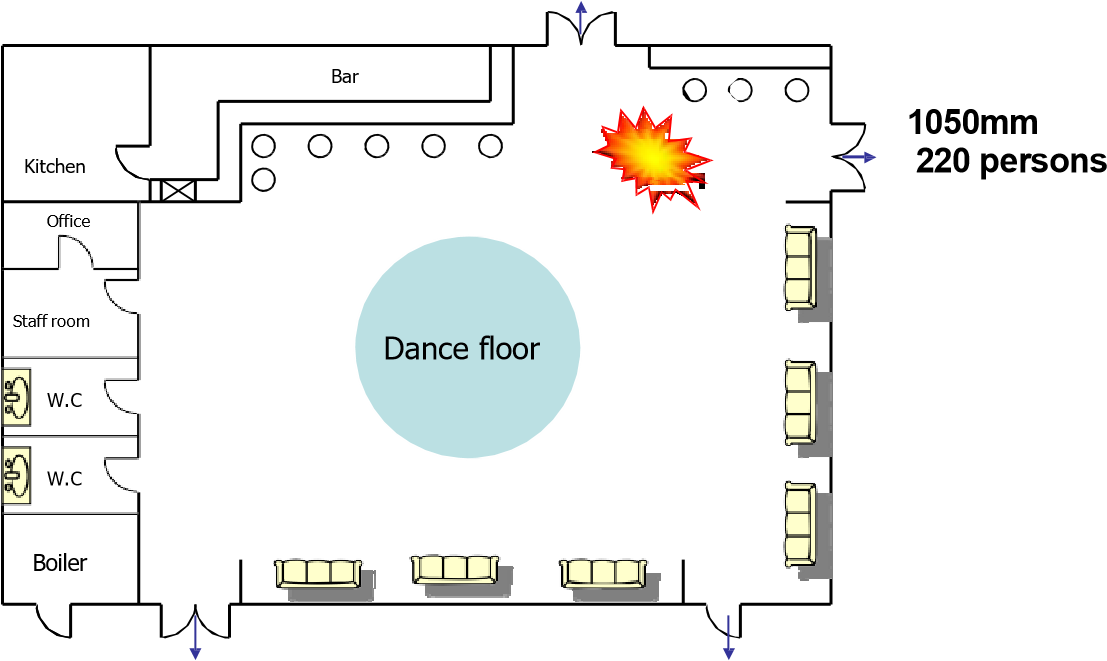 Bar
1050mm
220 persons
Kitchen
Office
Staff room
Dance floor
W.C
W.C
Boiler